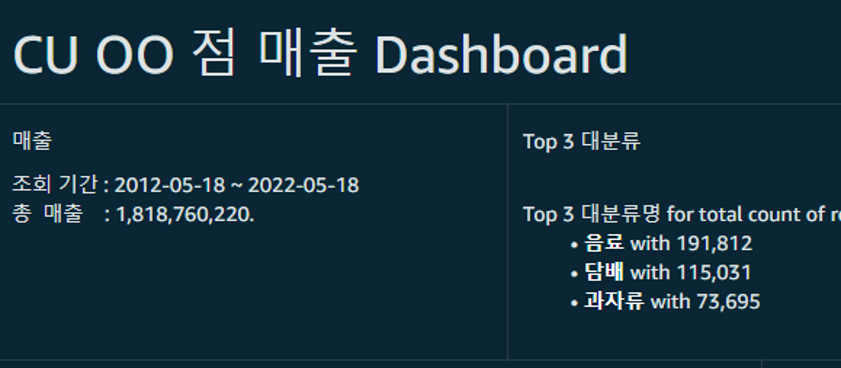 CU OO 점 매출 Dashboard
매출
조회 기간 : 2012-05-18 ~ 2022-05-18
총 매출 : 1,818,760,220.
Top 3 대분류
Top 3 대분류명 for total count of
• 음료 with 191,812
• 담배 with 115,031
• 과자류 with 73,695